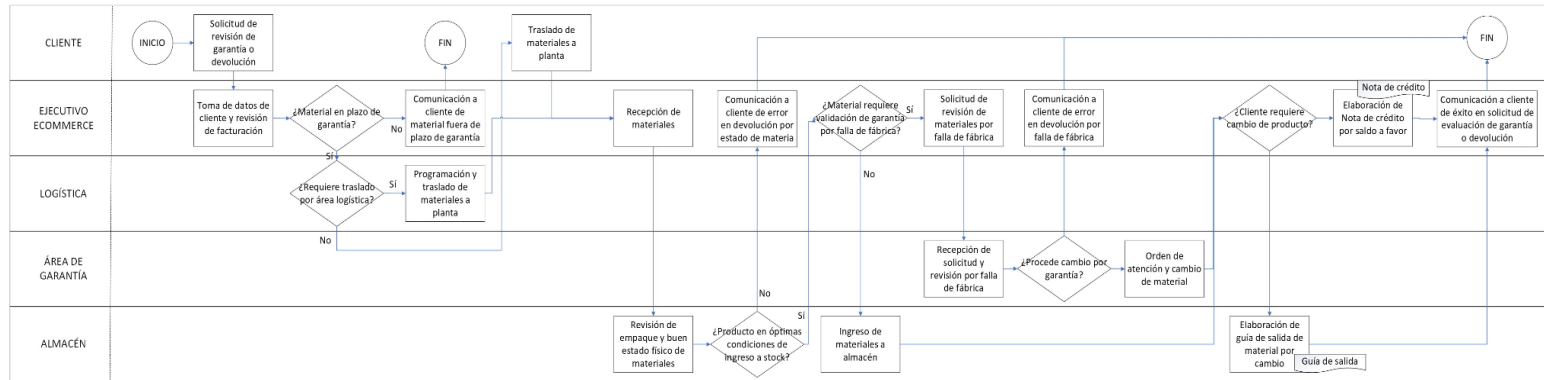 CLIENTE
INICIO
Solicitud de
revisión de
garantía o
devolución
FIN
Traslado de
materiales a
planta
FIN
EJECUTIVO
ECOMMERCE
Toma de datos de
cliente y revisión
de facturación
¿Material en plazo de
garantía?
No
Sí
Comunicación a
cliente de
material fuera de
plazo de garantía
Recepción de
materiales
Comunicación a
cliente de error
en devolución por
estado de materia
¿Material requiere
validación de garantía
por falla de fábrica?
Sí
No
Solicitud de
revisión de
materiales por
falla de fábrica
Comunicación a
cliente de error
en devolución por
falla de fábrica
¿Cliente requiere
cambio de producto?
Nota de crédito
Elaboración de
Nota de crédito
por saldo a favor
Comunicación a cliente
de éxito en solicitud de
evaluación de garantía
o devolución
LOGÍSTICA
¿Requiere traslado
por área logística?
Sí
No
Programación y
traslado de
materiales a
planta
ÁREA DE
GARANTÍA
Recepción de
solicitud y
revisión por falla
de fábrica
¿Procede cambio por
garantía?
Orden de
atención y cambio
de material
ALMACÉN
Revisión de
empaque y buen
estado físico de
materiales
¿Producto en óptimas
condiciones de
ingreso a stock?
No
Sí
Ingreso de
materiales a
almacén
Elaboración de
guía de salida de
material por
cambio
Guía de salida